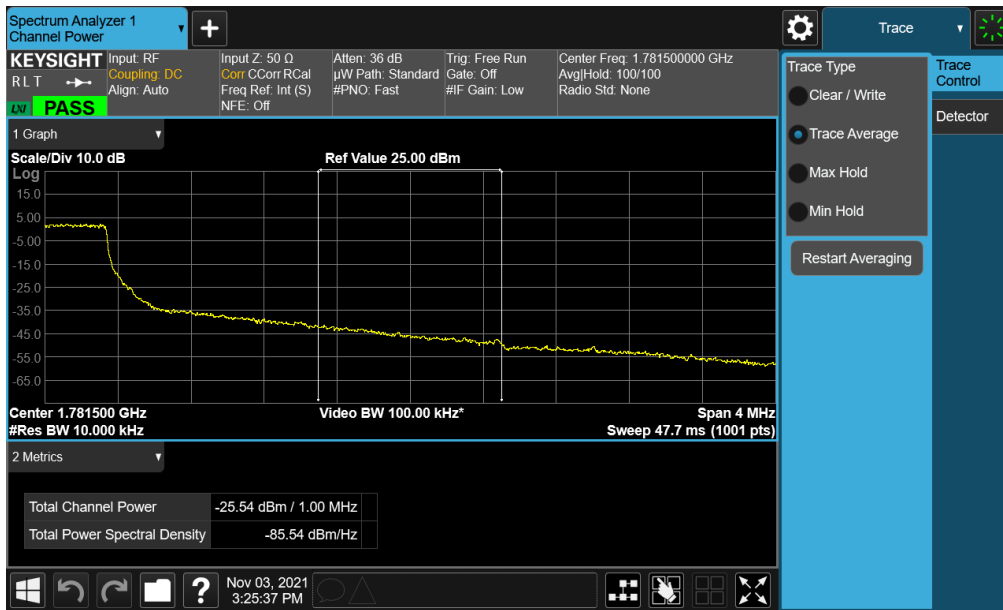 Spectrum Analyzer 1
Channel Power
+
Trace
KEYSIGHT
RLT
LXI
PASS
Input: RF
Coupling: DC
Align: Auto
Input Z: 50 Ω
Corr CCorr RCal
Freq Ref: Int (S)
NFE: Off
Atten: 36 dB
µW Path: Standard
#PNO: Fast
Trig: Free Run
Gate: Off
#IF Gain: Low
Center Freq: 1.781500000 GHz
Avg|Hold: 100/100
Radio Std: None
Trace Type
Clear / Write
Trace Average
Max Hold
Min Hold
Restart Averaging
Trace
Control
Detector
1 Graph
Scale/Div 10.0 dB
Ref Value 25.00 dBm
Log
15.0
5.00
-5.00
-15.0
-25.0
-35.0
-45.0
-55.0
-65.0
Center 1.781500 GHz
Video BW 100.00 kHz*
Span 4 MHz
#Res BW 10.000 kHz
Sweep 47.7 ms (1001 pts)
2 Metrics
Total Channel Power -25.54 dBm / 1.00 MHz
Total Power Spectral Density -85.54 dBm/Hz
?
Nov 03, 2021
3:25:37 PM